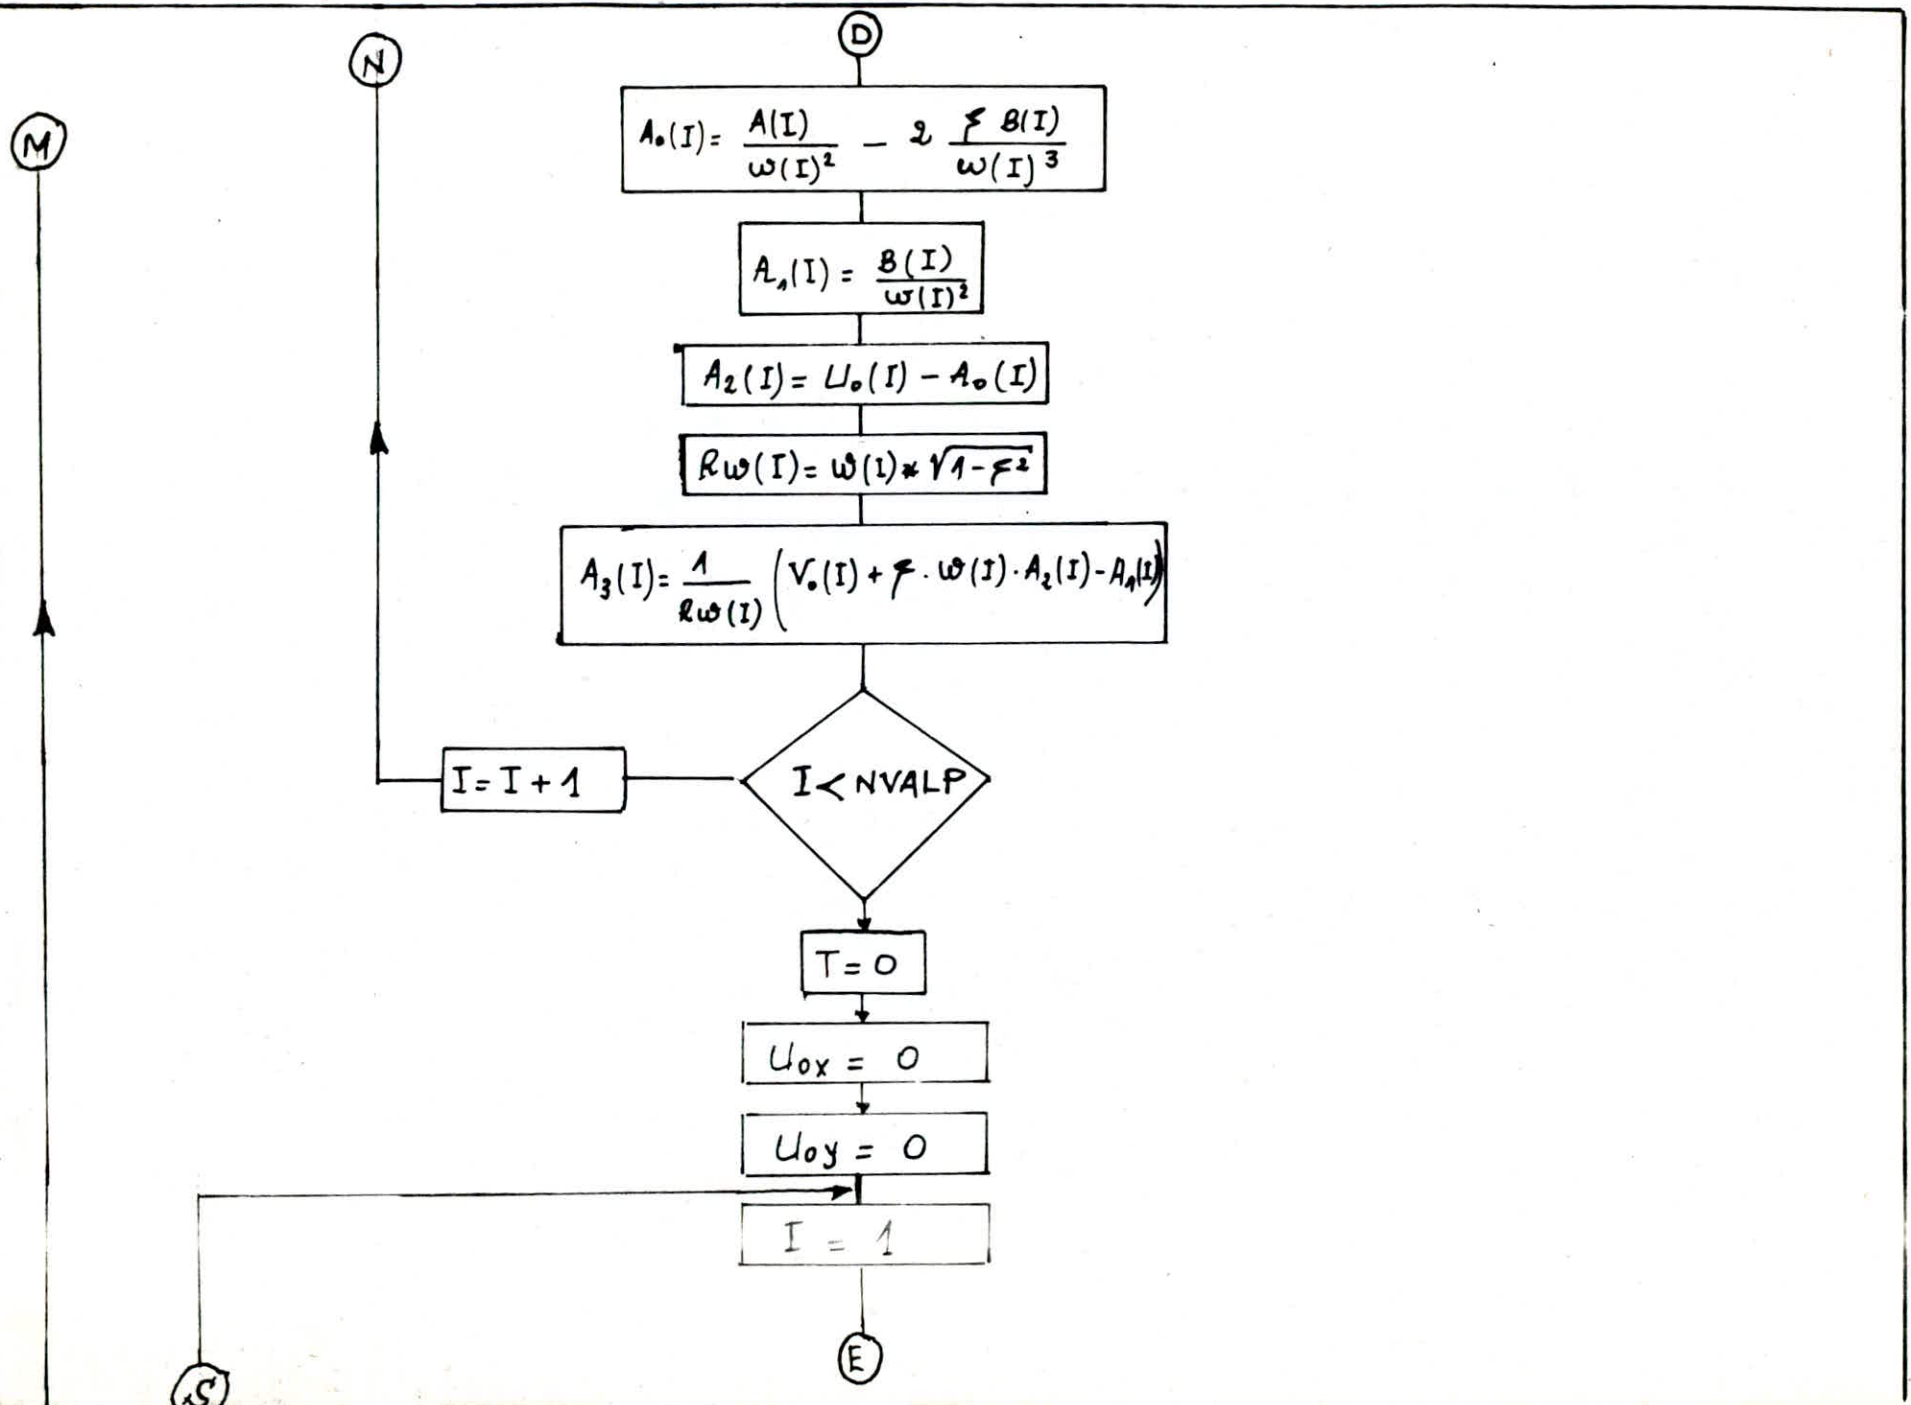 D
N
M
A₀(I) = A(I) / ω(I)² − 2 ξ B(I) / ω(I)³
A₁(I) = B(I) / ω(I)²
A₂(I) = U₀(I) − A₀(I)
Rω(I) = ω(I) * √1−ξ²
A₃(I) = 1 / Rω(I) (V₀(I) + ξ . ω(I) . A₂(I) − A₁(I))
I = I + 1
I < NVALP
T = 0
U₀x = 0
U₀y = 0
I = 1
E
S